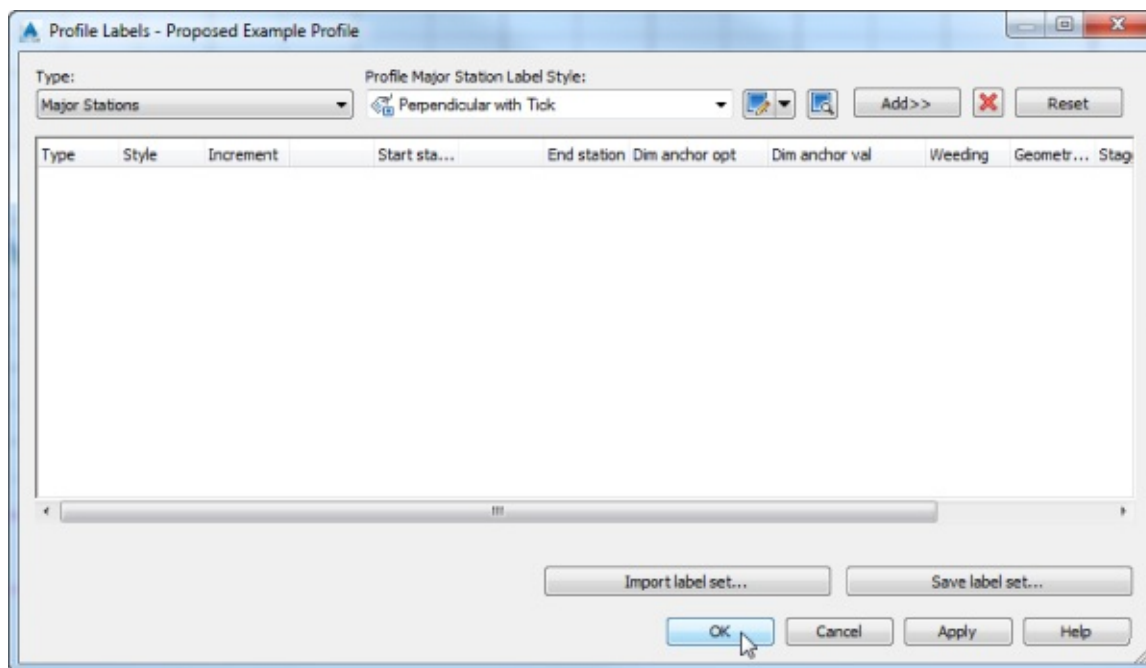 Profile Labels - Proposed Example Profile
Type: Profile Major Station Label Style:
Major Stations Perpendicular with Tick Add>> Reset
Type Style Increment Start sta... End station Dim anchor opt Dim anchor val Weeding Geometr... Stag
Import label set... Save label set...
OK Cancel Apply Help